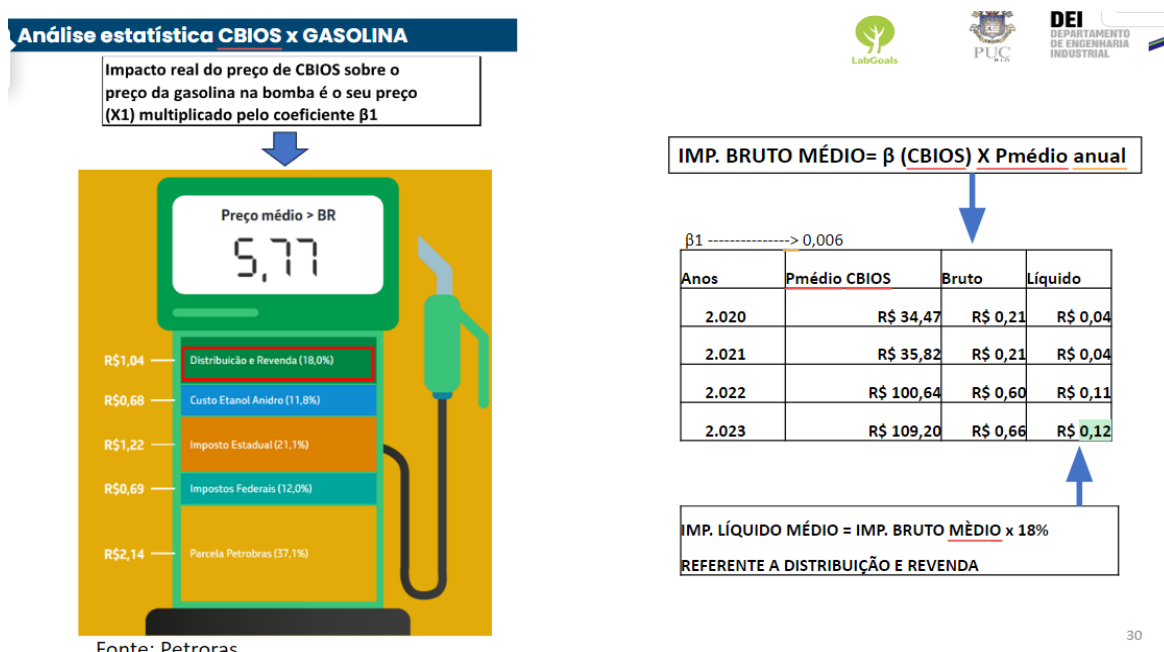 Análise estatística CBIOS x GASOLINA
LabGoals
PUC
RIO
DEI
DEPARTAMENTO
DE ENGENHARIA
INDUSTRIAL
Impacto real do preço de CBIOS sobre o
preço da gasolina na bomba é o seu preço
(X1) multiplicado pelo coeficiente β1
Preço médio > BR
5,77
R$1,04 Distribuicão e Revenda (18,0%)
R$0,68 Custo Etanol Anidro (11,8%)
R$1,22 Imposto Estadual (21,1%)
R$0,69 Impostos Federais (12,0%)
R$2,14 Parcela Petrobras (37,1%)
Fonte: Petroras
IMP. BRUTO MÉDIO= β (CBIOS) X Pmédio anual
β1 ---------------> 0,006
Anos Pmédio CBIOS Bruto Líquido
2.020 R$ 34,47 R$ 0,21 R$ 0,04
2.021 R$ 35,82 R$ 0,21 R$ 0,04
2.022 R$ 100,64 R$ 0,60 R$ 0,11
2.023 R$ 109,20 R$ 0,66 R$ 0,12
IMP. LÍQUIDO MÉDIO = IMP. BRUTO MÈDIO x 18%
REFERENTE A DISTRIBUIÇÃO E REVENDA
30